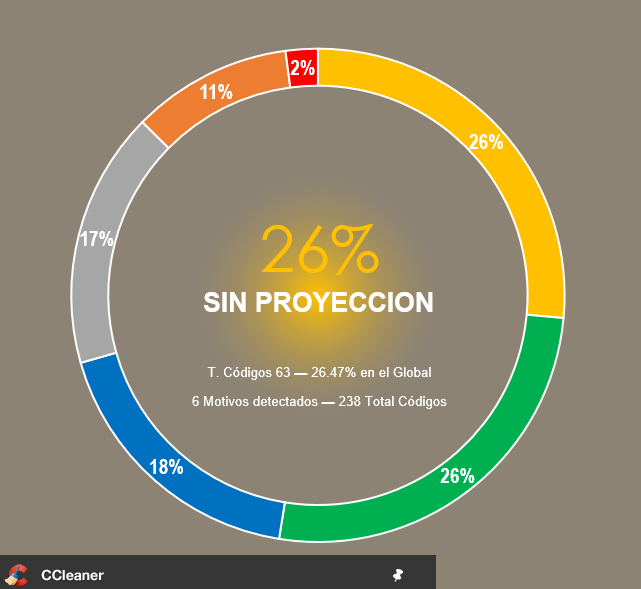 2%
11%
26%
17%
26%
SIN PROYECCION
T. Códigos 63 — 26.47% en el Global
6 Motivos detectados — 238 Total Códigos
18%
26%
CCleaner